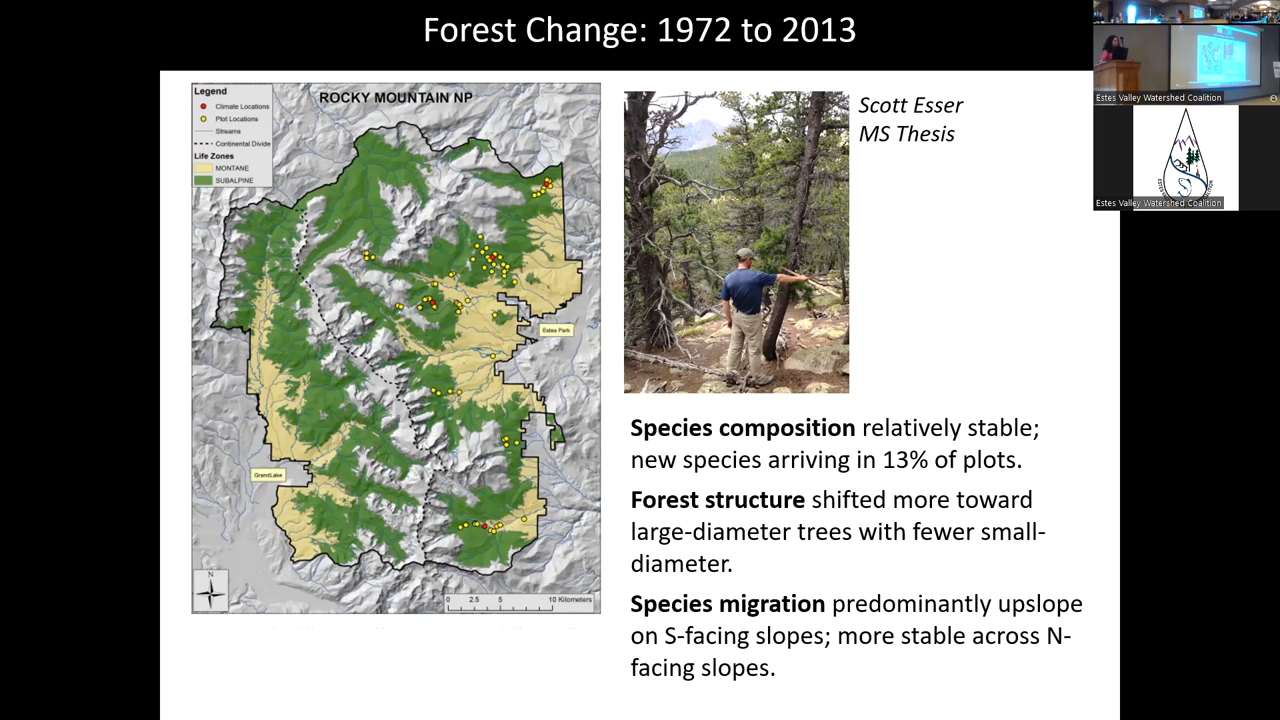 Forest Change: 1972 to 2013
Legend
Climate Locations
Plot Locations
Streams
Continental Divide
Life Zones
MONTANE
SUBALPINE
ROCKY MOUNTAIN NP
Estes Park
GrandLake
N
0 2.5 5 10 Kilometers
Scott Esser
MS Thesis
Species composition relatively stable;
new species arriving in 13% of plots.
Forest structure shifted more toward
large-diameter trees with fewer small-
diameter.
Species migration predominantly upslope
on S-facing slopes; more stable across N-
facing slopes.
Estes Valley Watershed Coalition
Estes Valley Watershed Coalition